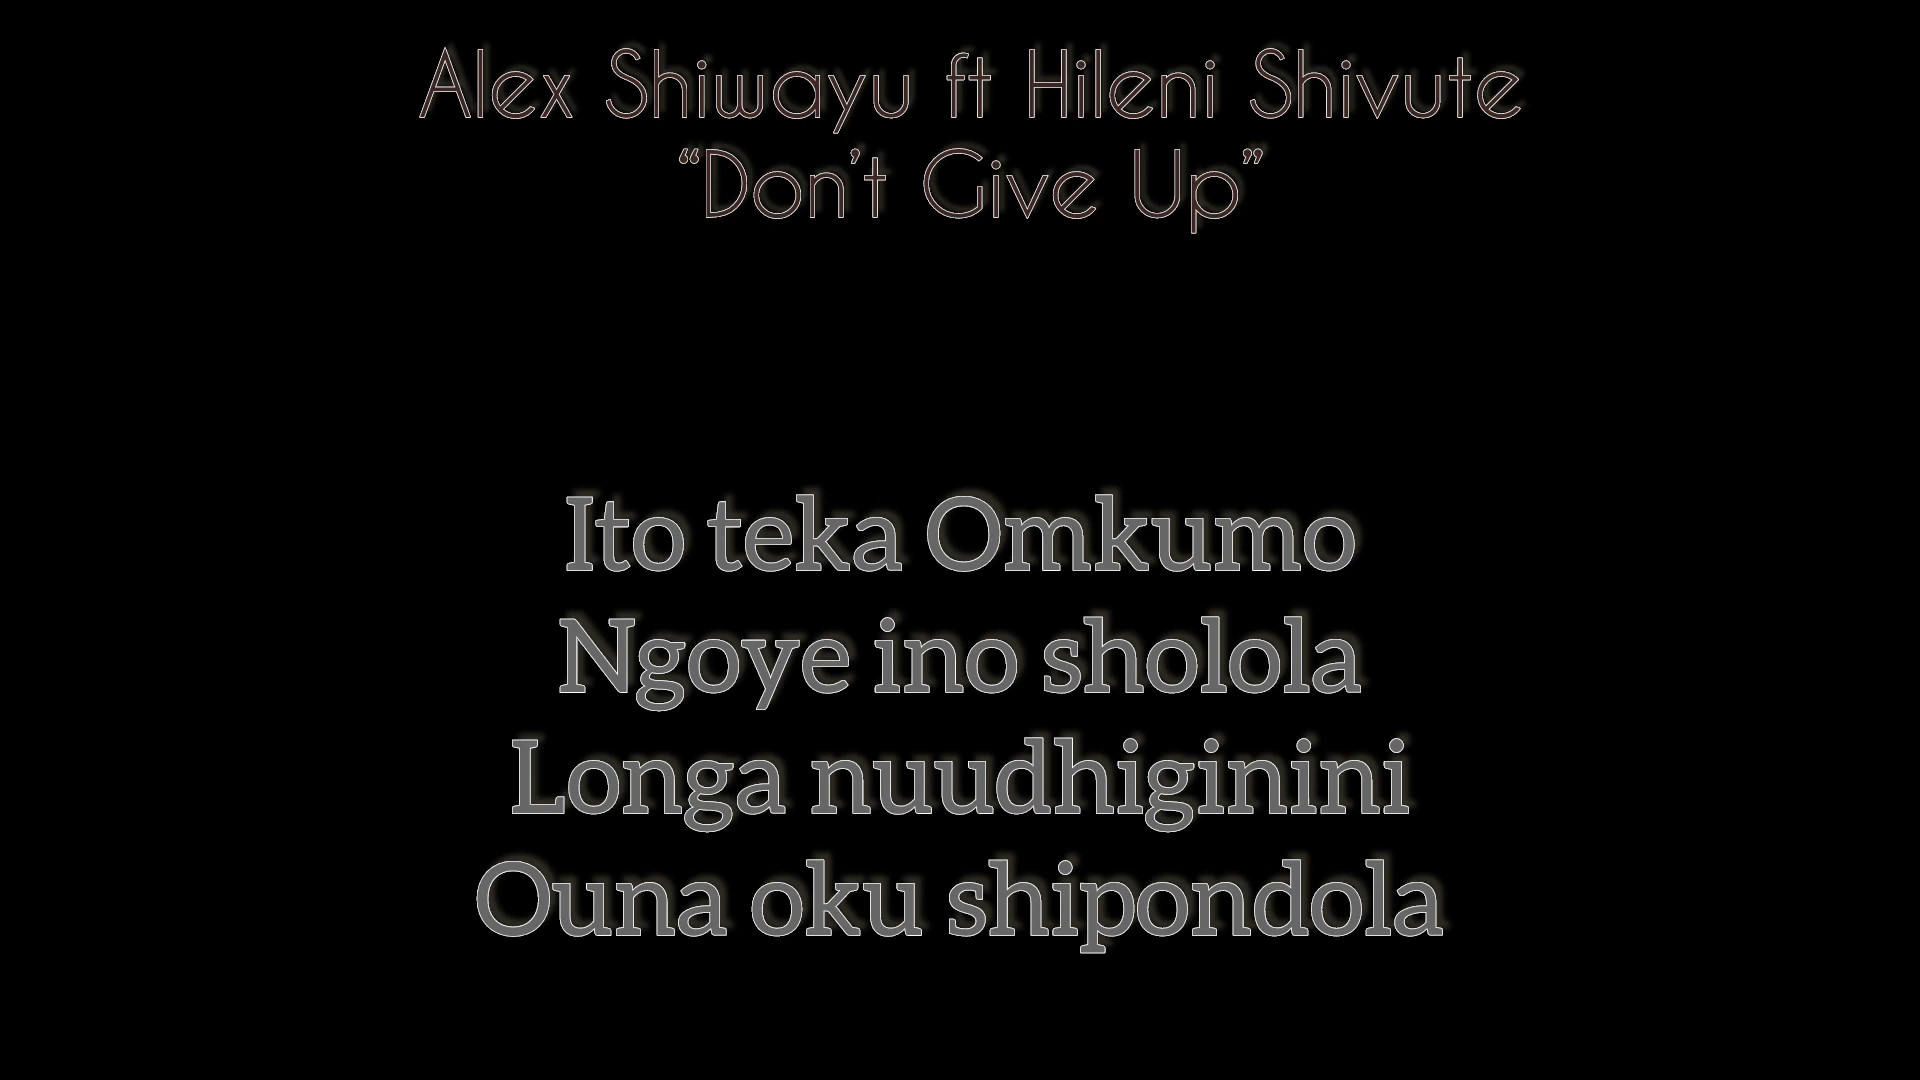 Alex Shiwayu ft Hileni Shivute
“Don’t Give Up”
Ito teka Omkumo
Ngoye ino sholola
Longa nuudhiginini
Ouna oku shipondola